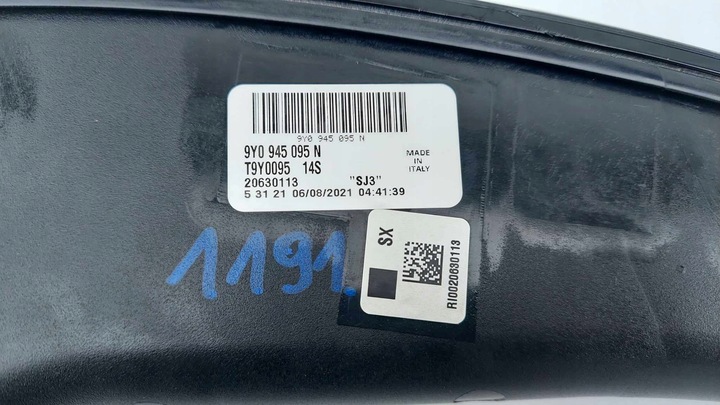 9Y0 945 095 N
9Y0 945 095 N
T9Y0095 14S
20630113 "SJ3"
5 31 21 06/08/2021 04:41:39
MADE
IN
ITALY
SX
RI0020630113
1191.